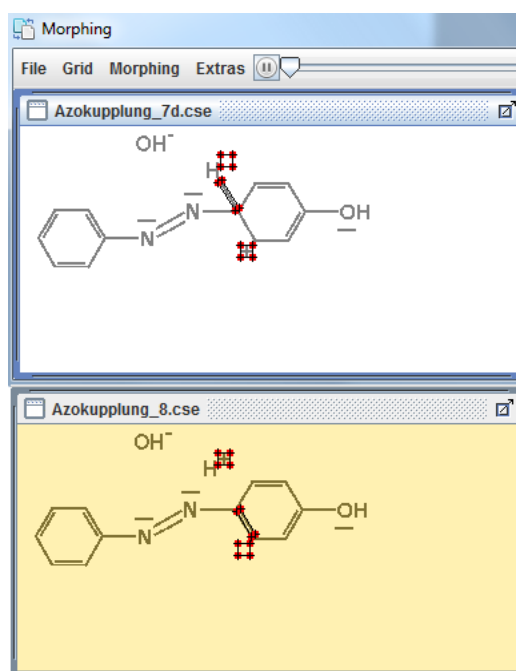 Morphing
File Grid Morphing Extras
Azokupplung_7d.cse
OH⁻
H
N
N
OH
+
Azokupplung_8.cse
OH⁻
H +
N
N
OH